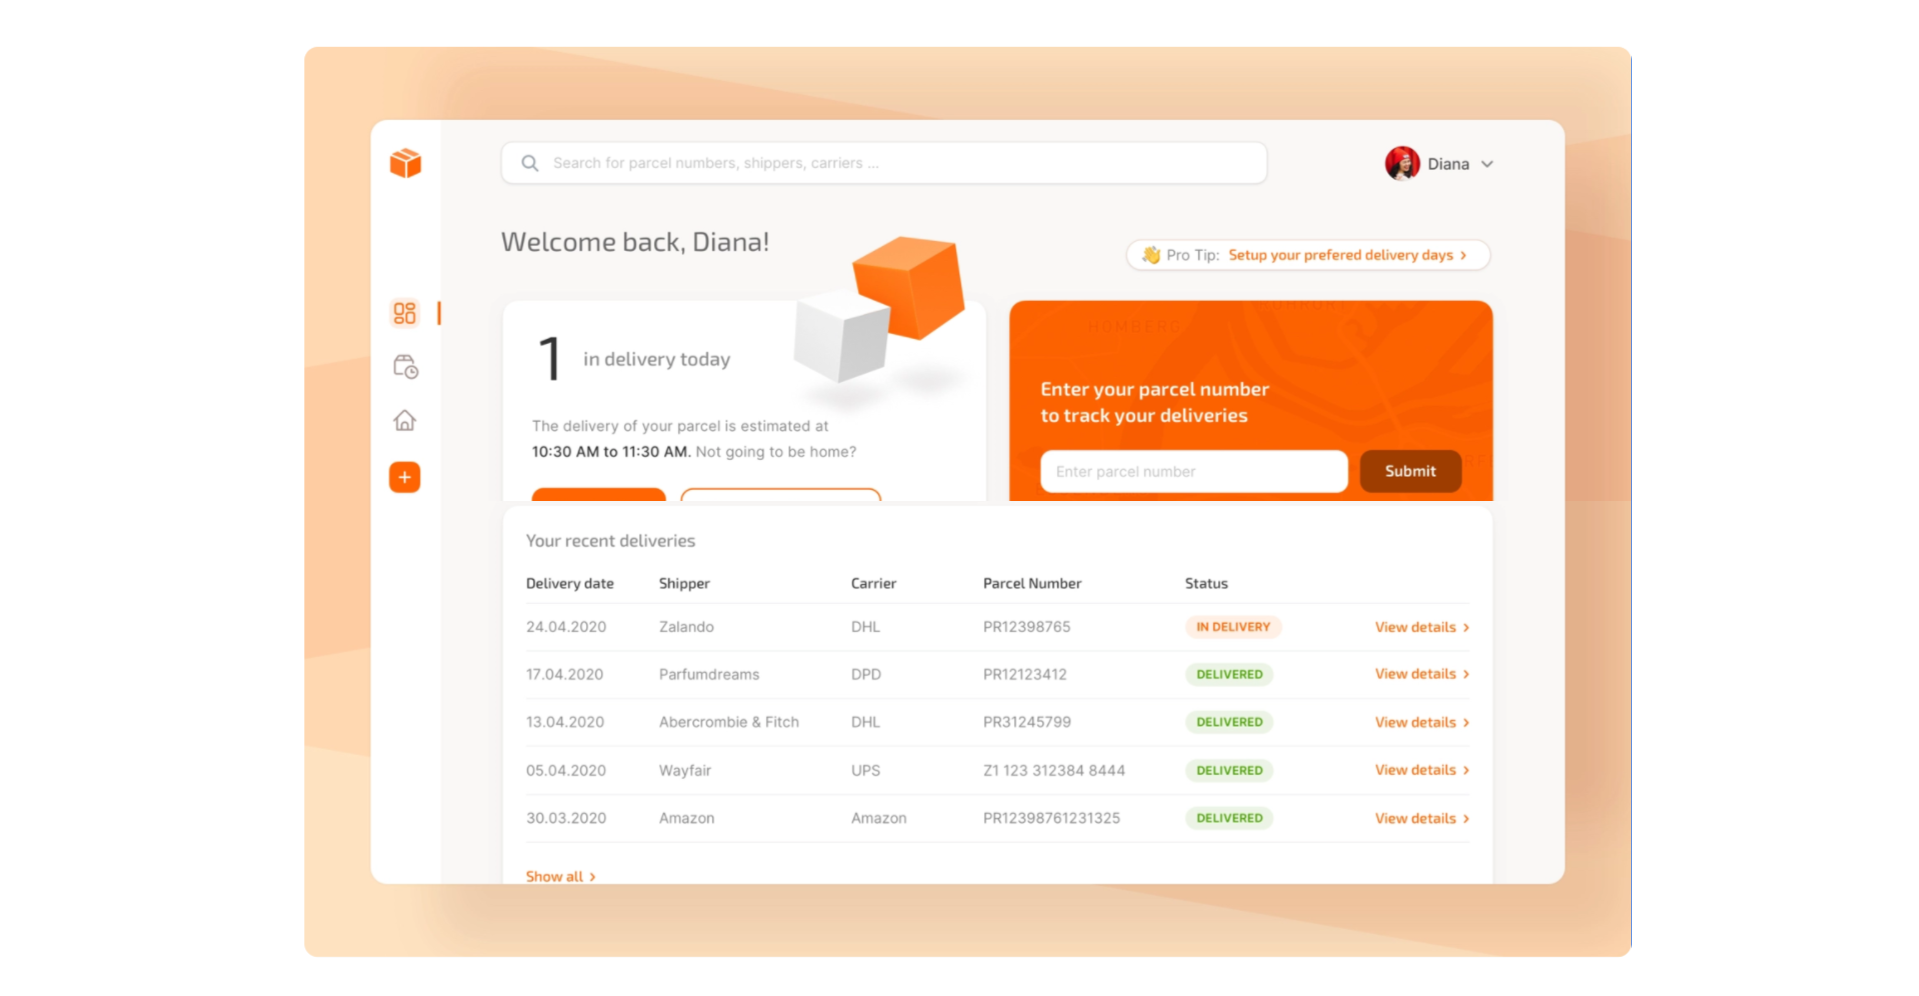 Search for parcel numbers, shippers, carriers ...
Diana
Welcome back, Diana!
Pro Tip: Setup your prefered delivery days
1 in delivery today
The delivery of your parcel is estimated at
10:30 AM to 11:30 AM. Not going to be home?
HOMBERG
Enter your parcel number
to track your deliveries
Enter parcel number
Submit
Your recent deliveries
Delivery date Shipper Carrier Parcel Number Status
24.04.2020 Zalando DHL PR12398765 IN DELIVERY View details
17.04.2020 Parfumdreams DPD PR12123412 DELIVERED View details
13.04.2020 Abercrombie & Fitch DHL PR31245799 DELIVERED View details
05.04.2020 Wayfair UPS Z1 123 312384 8444 DELIVERED View details
30.03.2020 Amazon Amazon PR12398761231325 DELIVERED View details
Show all